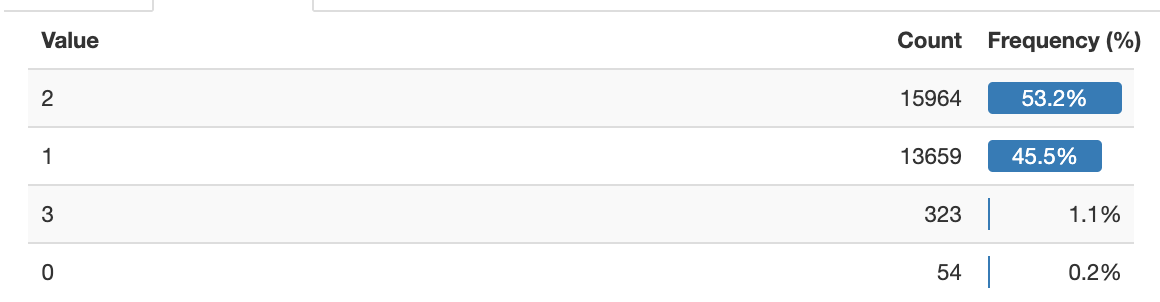 Value Count Frequency (%)
2 15964 53.2%
1 13659 45.5%
3 323 1.1%
0 54 0.2%